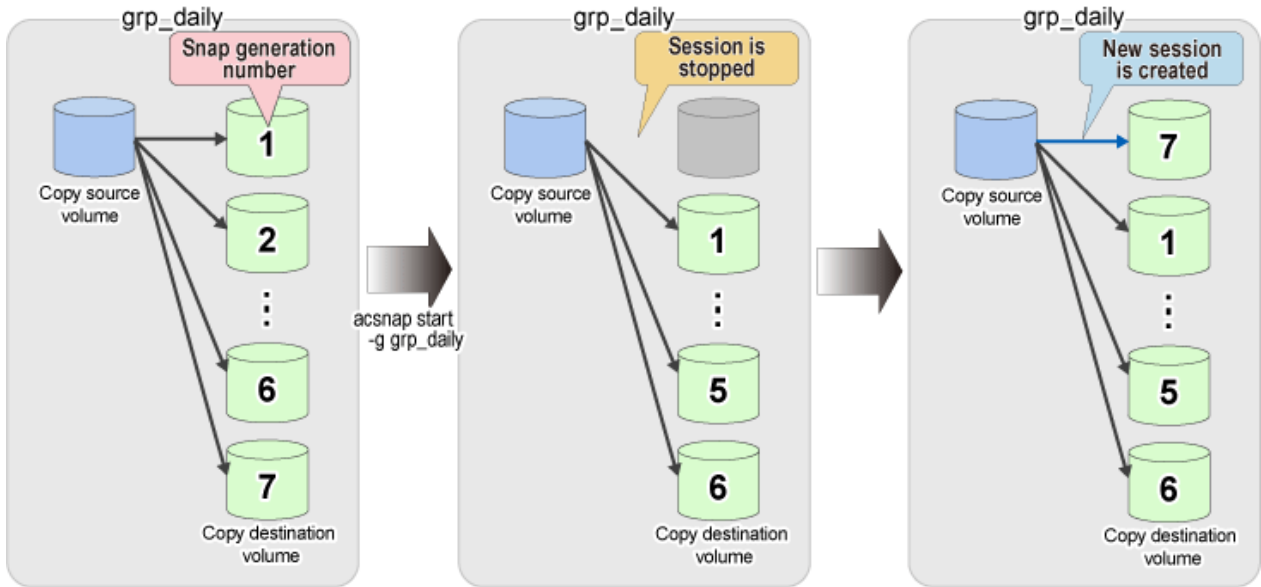 grp_daily
Snap generation
number
1
Copy source
volume
2
⋮
6
7
Copy destination
volume
acsnap start
-g grp_daily
grp_daily
Session is
stopped
Copy source
volume
1
⋮
5
6
Copy destination
volume
grp_daily
New session
is created
7
Copy source
volume
1
⋮
5
6
Copy destination
volume